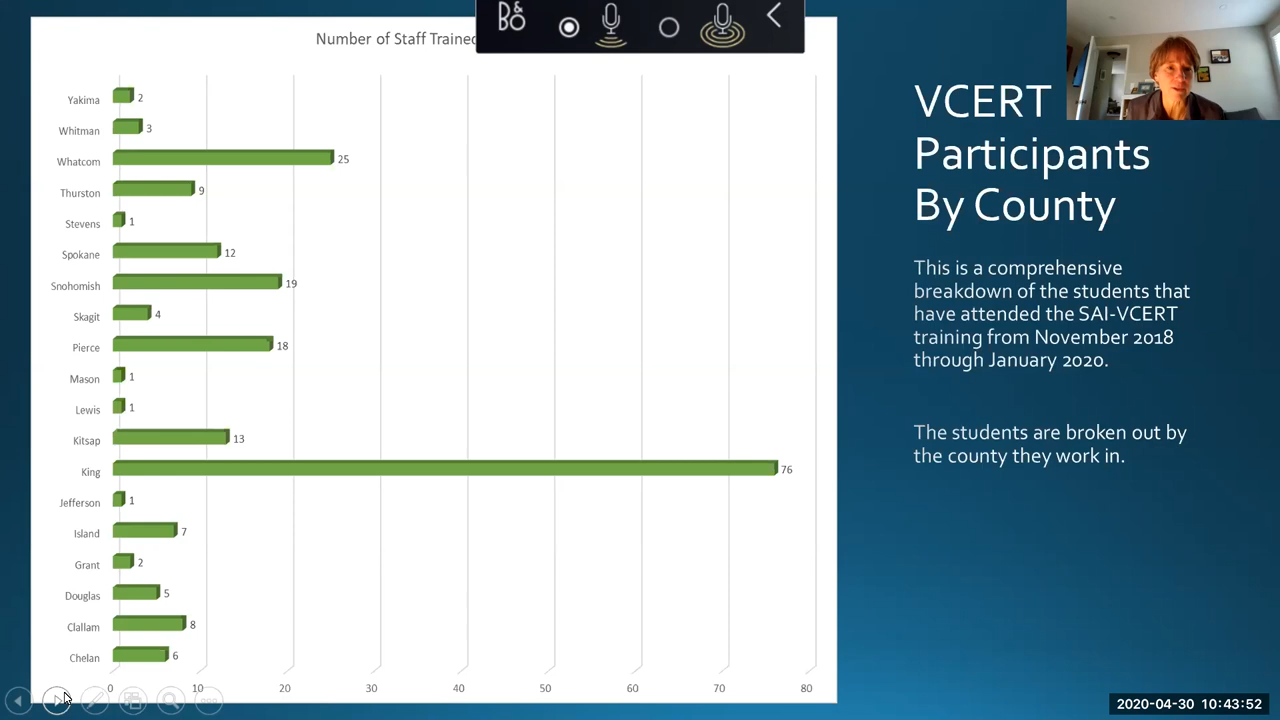 Number of Staff Trained
B&
BO
Yakima 2
Whitman 3
Whatcom 25
Thurston 9
Stevens 1
Spokane 12
Snohomish 19
Skagit 4
Pierce 18
Mason 1
Lewis 1
Kitsap 13
King 76
Jefferson 1
Island 7
Grant 2
Douglas 5
Clallam 8
Chelan 6
0 10 20 30 40 50 60 70 80
VCERT
Participants
By County
This is a comprehensive
breakdown of the students that
have attended the SAI-VCERT
training from November 2018
through January 2020.
The students are broken out by
the county they work in.
2020-04-30 10:43:52